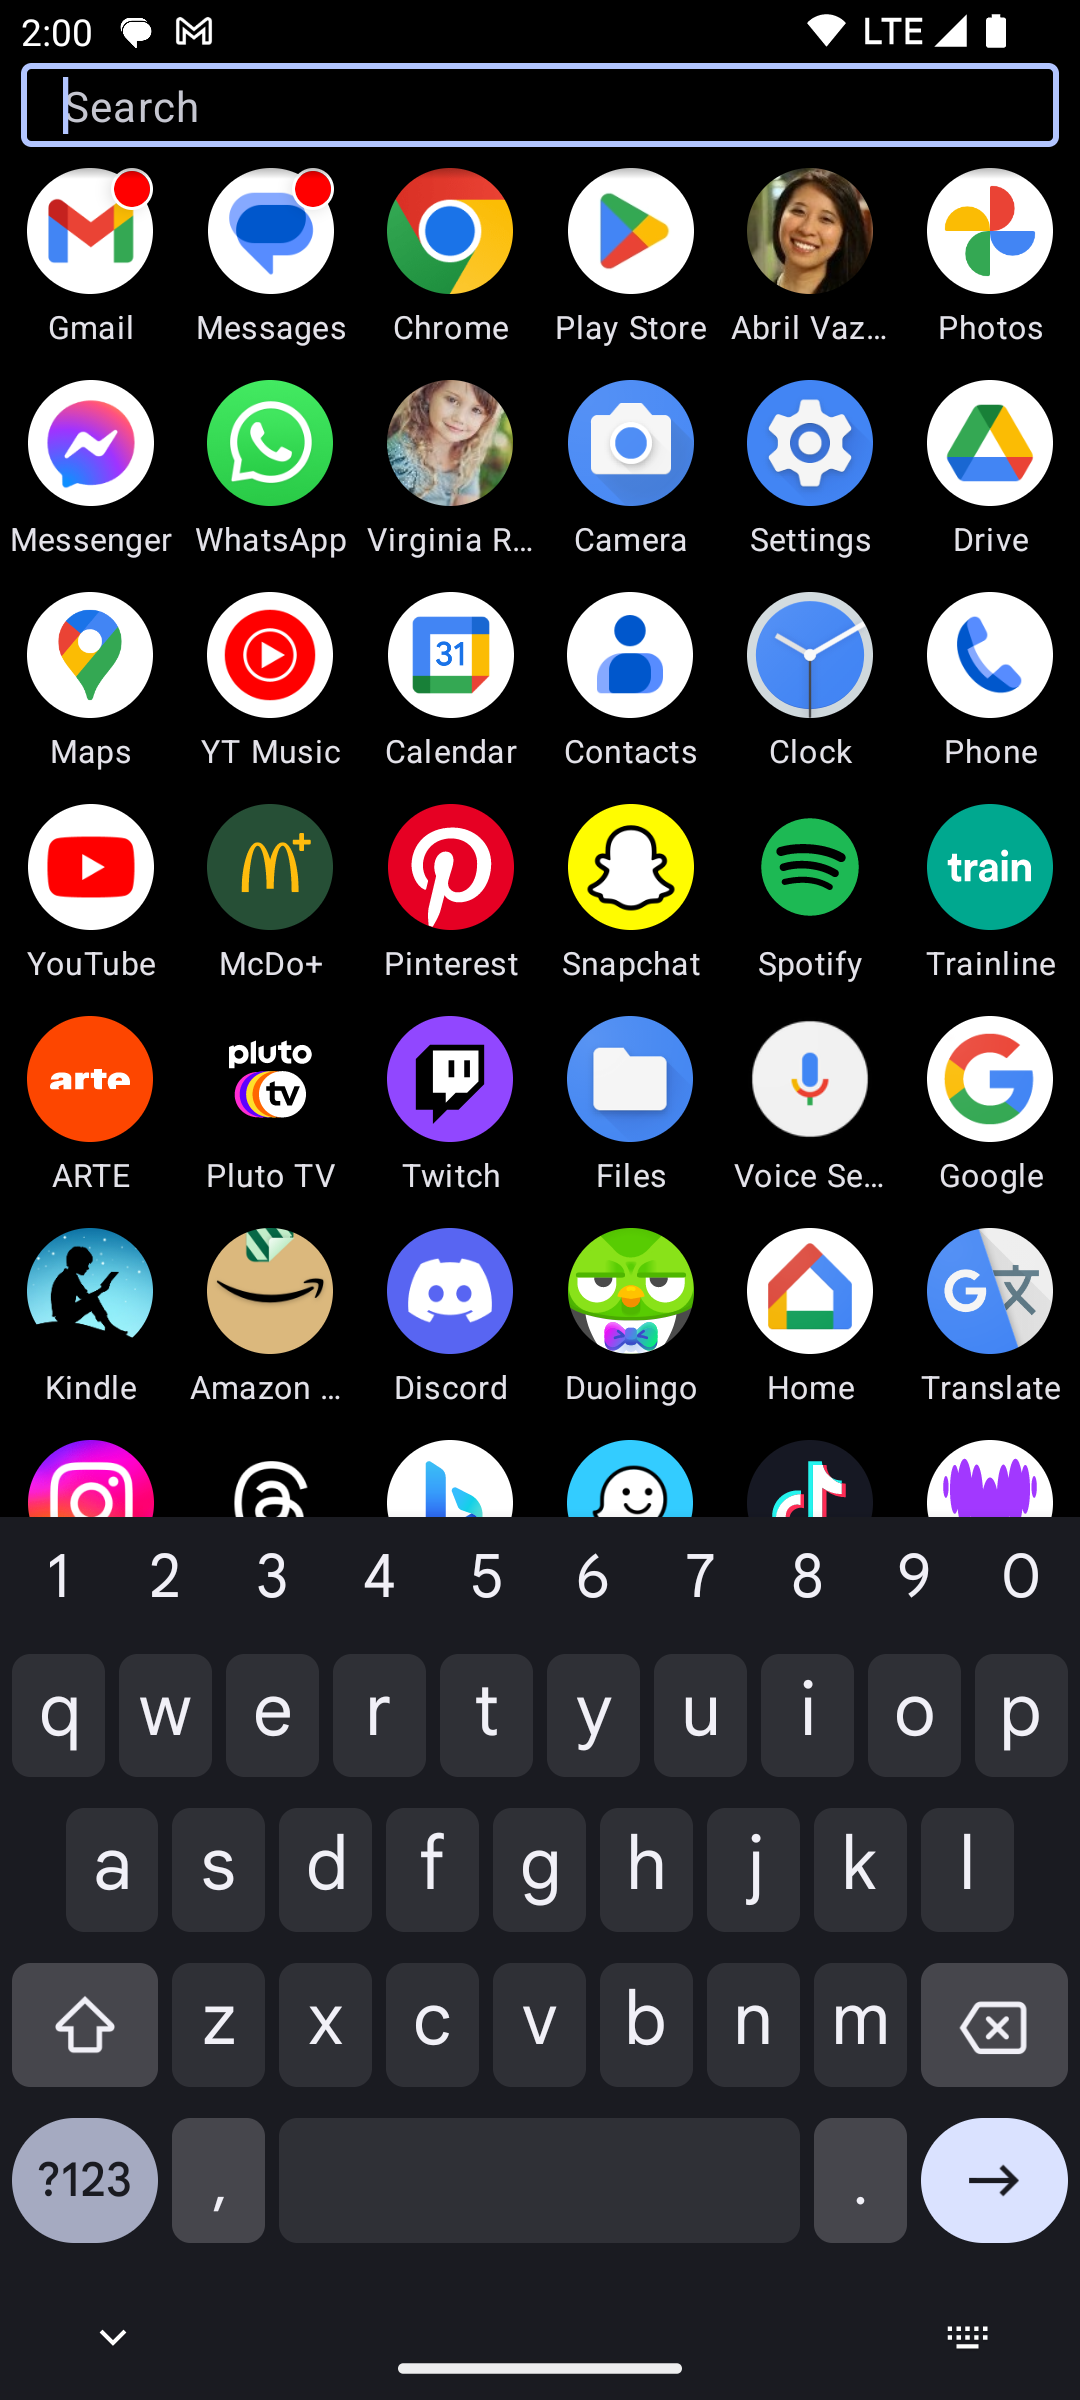 2:00 LTE
Search
Gmail Messages Chrome Play Store Abril Vaz... Photos
Messenger WhatsApp Virginia R... Camera Settings Drive
31
Maps YT Music Calendar Contacts Clock Phone
train
YouTube McDo+ Pinterest Snapchat Spotify Trainline
arte pluto tv
ARTE Pluto TV Twitch Files Voice Se... Google
Kindle Amazon ... Discord Duolingo Home Translate
1 2 3 4 5 6 7 8 9 0
q w e r t y u i o p
a s d f g h j k l
z x c v b n m
?123 , .